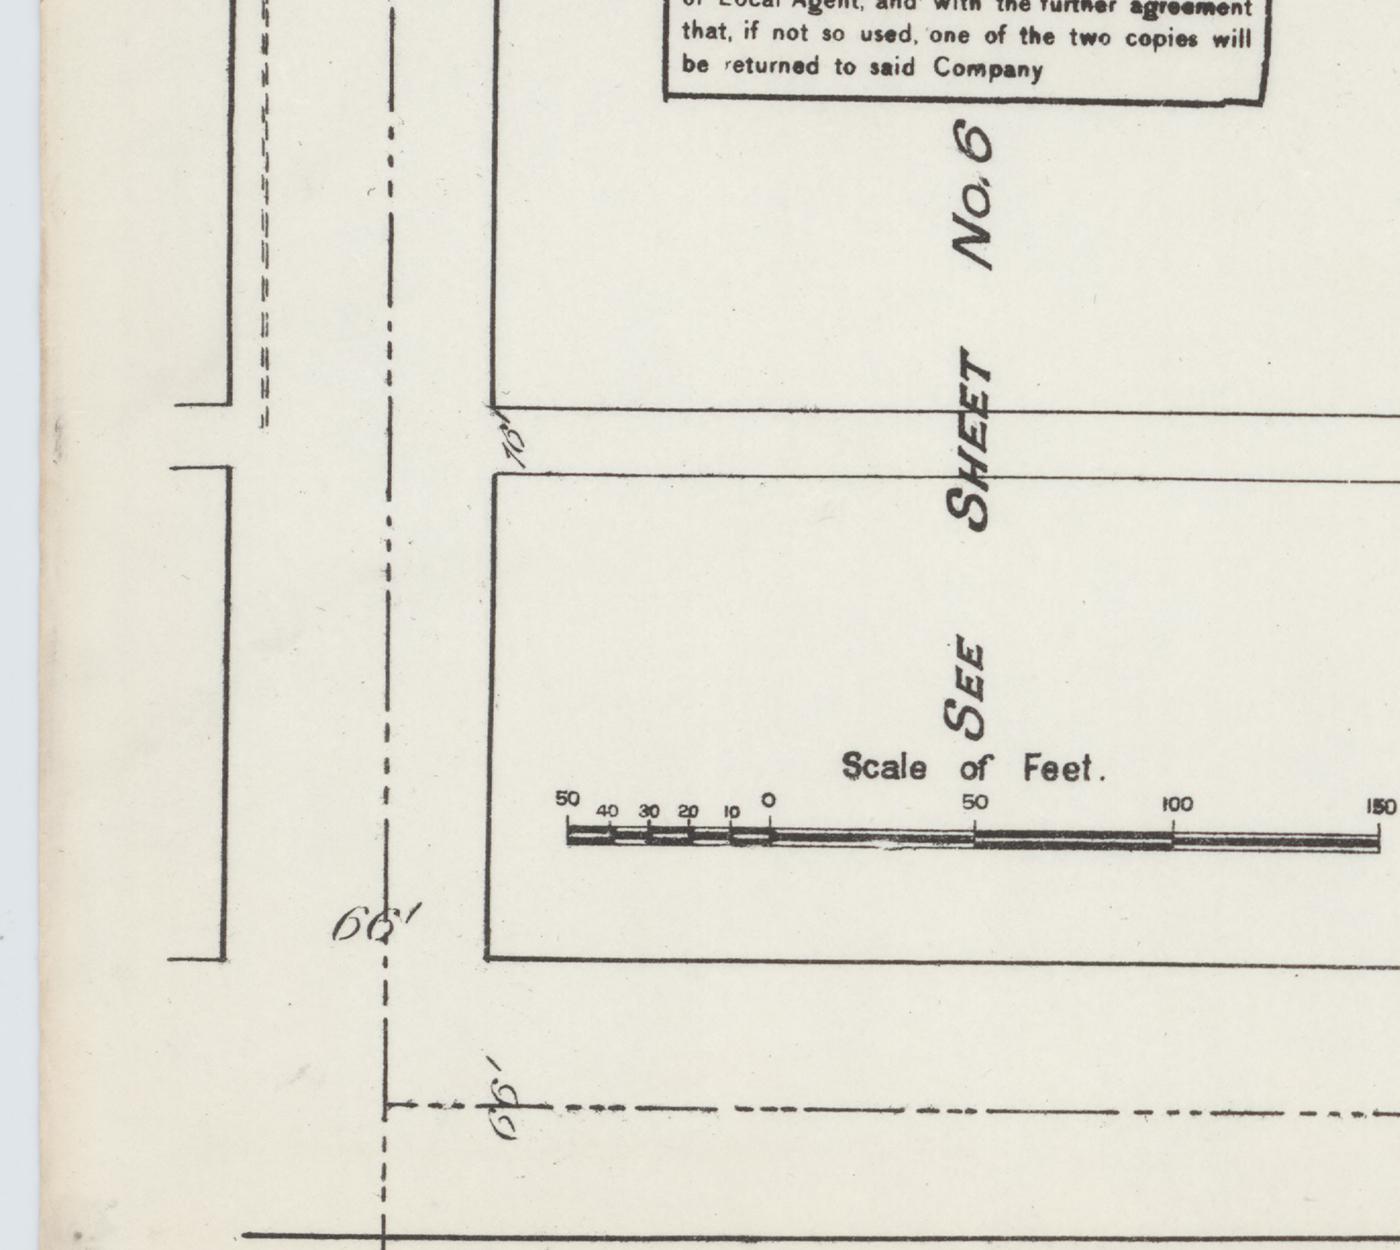 of Local Agent, and with the further agreement
that, if not so used, one of the two copies will
be returned to said Company
SEE SHEET No. 6
Scale of Feet.
50 40 30 20 10 0 50 100 150
66'
66'